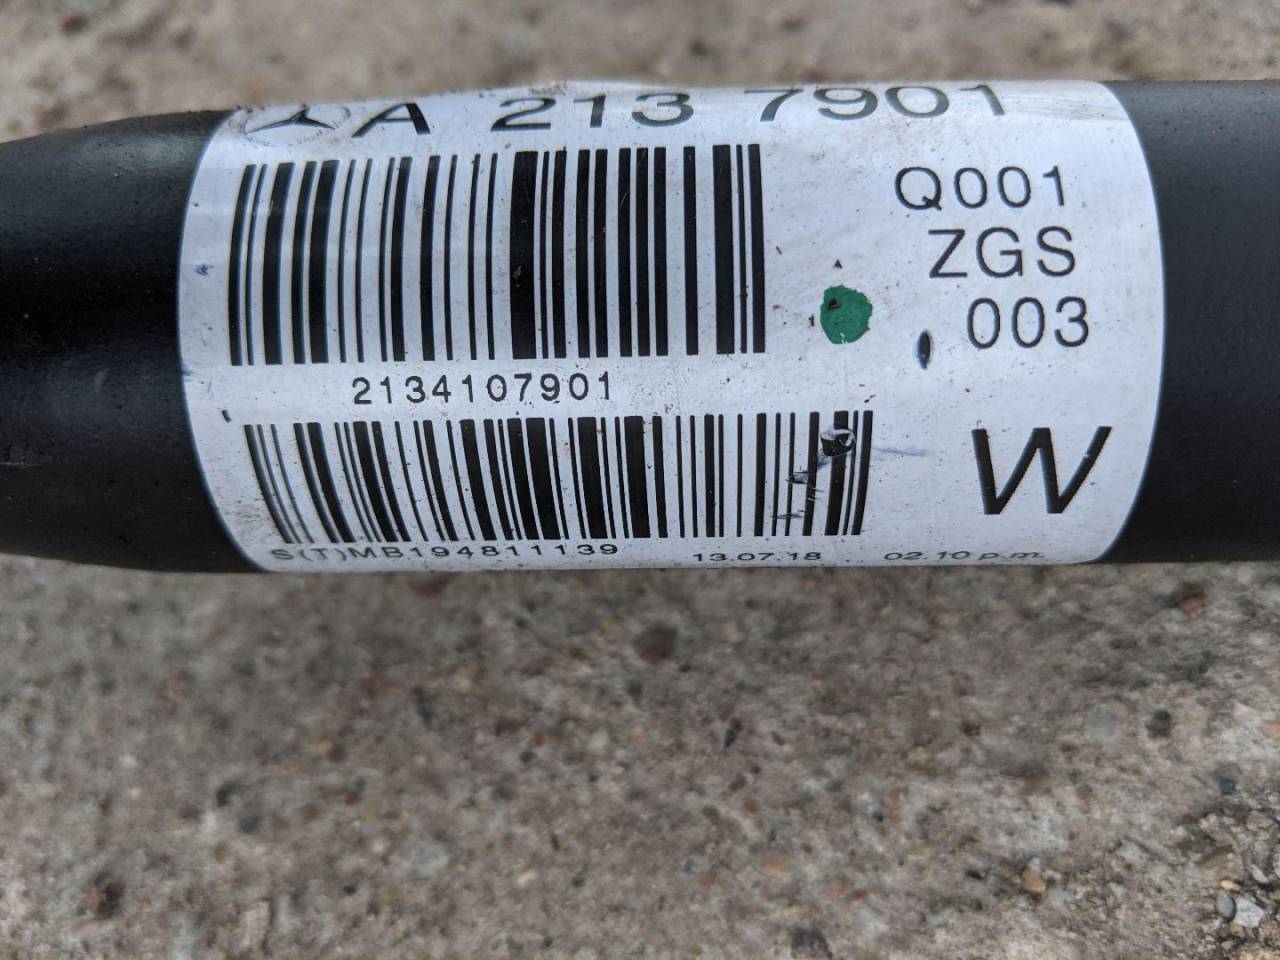 A 213 7901
Q001
ZGS
003
2134107901
W
S(T)MB194811139 13.07.18 02.10 p.m.